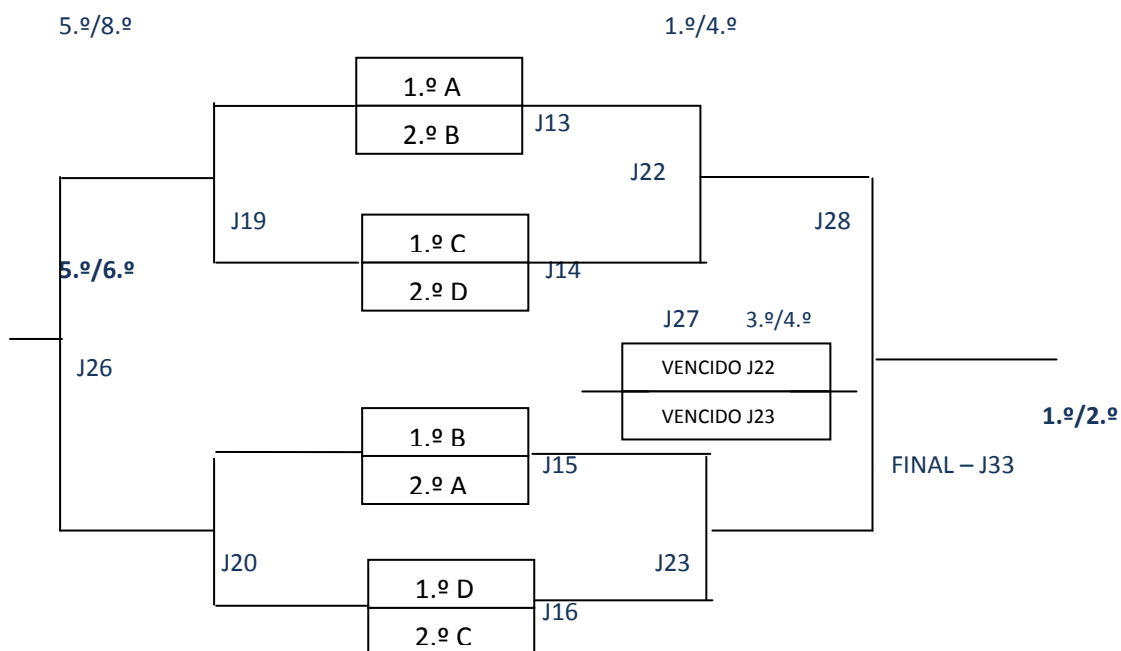 5.º/8.º
1.º/4.º
1.º A
2.º B
J13
J22
J19
J28
1.º C
2.º D
J14
5.º/6.º
J27 3.º/4.º
VENCIDO J22
VENCIDO J23
J26
1.º/2.º
1.º B
2.º A
J15
FINAL – J33
J20
J23
1.º D
2.º C
J16